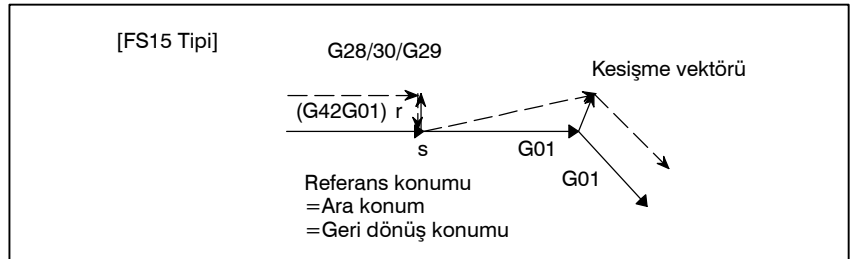 [FS15 Tipi]
G28/30/G29
Kesişme vektörü
(G42G01) r
s
G01
G01
Referans konumu
=Ara konum
=Geri dönüş konumu